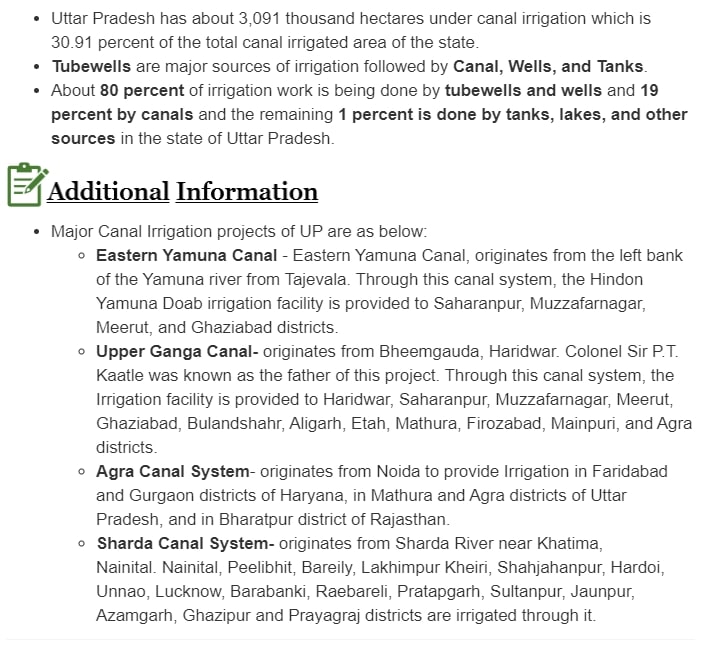 • Uttar Pradesh has about 3,091 thousand hectares under canal irrigation which is
30.91 percent of the total canal irrigated area of the state.
• Tubewells are major sources of irrigation followed by Canal, Wells, and Tanks.
• About 80 percent of irrigation work is being done by tubewells and wells and 19
percent by canals and the remaining 1 percent is done by tanks, lakes, and other
sources in the state of Uttar Pradesh.
Additional Information
• Major Canal Irrigation projects of UP are as below:
○ Eastern Yamuna Canal - Eastern Yamuna Canal, originates from the left bank
of the Yamuna river from Tajevala. Through this canal system, the Hindon
Yamuna Doab irrigation facility is provided to Saharanpur, Muzzafarnagar,
Meerut, and Ghaziabad districts.
○ Upper Ganga Canal- originates from Bheemgauda, Haridwar. Colonel Sir P.T.
Kaatle was known as the father of this project. Through this canal system, the
Irrigation facility is provided to Haridwar, Saharanpur, Muzzafarnagar, Meerut,
Ghaziabad, Bulandshahr, Aligarh, Etah, Mathura, Firozabad, Mainpuri, and Agra
districts.
○ Agra Canal System- originates from Noida to provide Irrigation in Faridabad
and Gurgaon districts of Haryana, in Mathura and Agra districts of Uttar
Pradesh, and in Bharatpur district of Rajasthan.
○ Sharda Canal System- originates from Sharda River near Khatima,
Nainital. Nainital, Peelibhit, Bareily, Lakhimpur Kheiri, Shahjahanpur, Hardoi,
Unnao, Lucknow, Barabanki, Raebareli, Pratapgarh, Sultanpur, Jaunpur,
Azamgarh, Ghazipur and Prayagraj districts are irrigated through it.